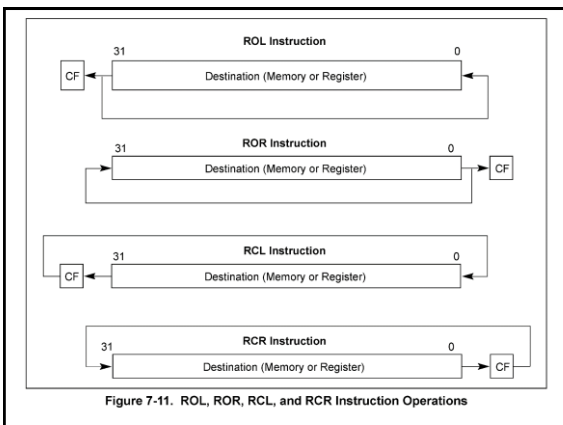 ROL Instruction
31 0
CF Destination (Memory or Register)
ROR Instruction
31 0
Destination (Memory or Register) CF
RCL Instruction
31 0
CF Destination (Memory or Register)
RCR Instruction
31 0
Destination (Memory or Register) CF
Figure 7-11. ROL, ROR, RCL, and RCR Instruction Operations